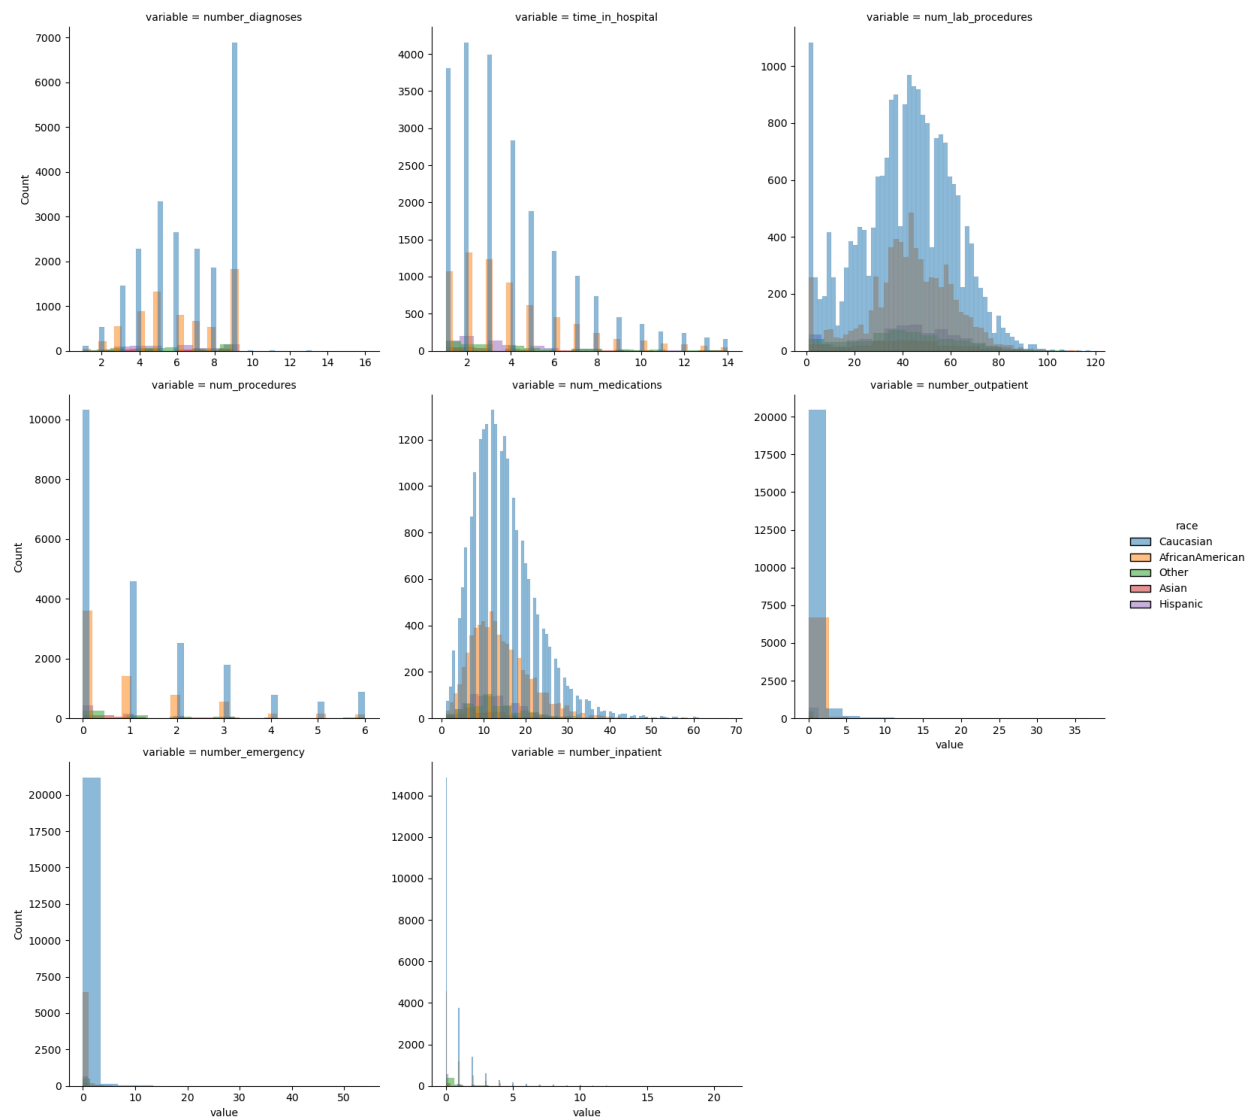 variable = number_diagnoses
7000
6000
5000
4000
3000
2000
1000
0
Count
2 4 6 8 10 12 14 16
variable = time_in_hospital
4000
3500
3000
2500
2000
1500
1000
500
0
2 4 6 8 10 12 14
variable = num_lab_procedures
1000
800
600
400
200
0
0 20 40 60 80 100 120
variable = num_procedures
10000
8000
6000
4000
2000
0
Count
0 1 2 3 4 5 6
variable = num_medications
1200
1000
800
600
400
200
0
0 10 20 30 40 50 60 70
variable = number_outpatient
20000
17500
15000
12500
10000
7500
5000
2500
0
0 5 10 15 20 25 30 35
value
race
Caucasian
AfricanAmerican
Other
Asian
Hispanic
variable = number_emergency
20000
17500
15000
12500
10000
7500
5000
2500
0
Count
0 10 20 30 40 50
value
variable = number_inpatient
14000
12000
10000
8000
6000
4000
2000
0
0 5 10 15 20
value